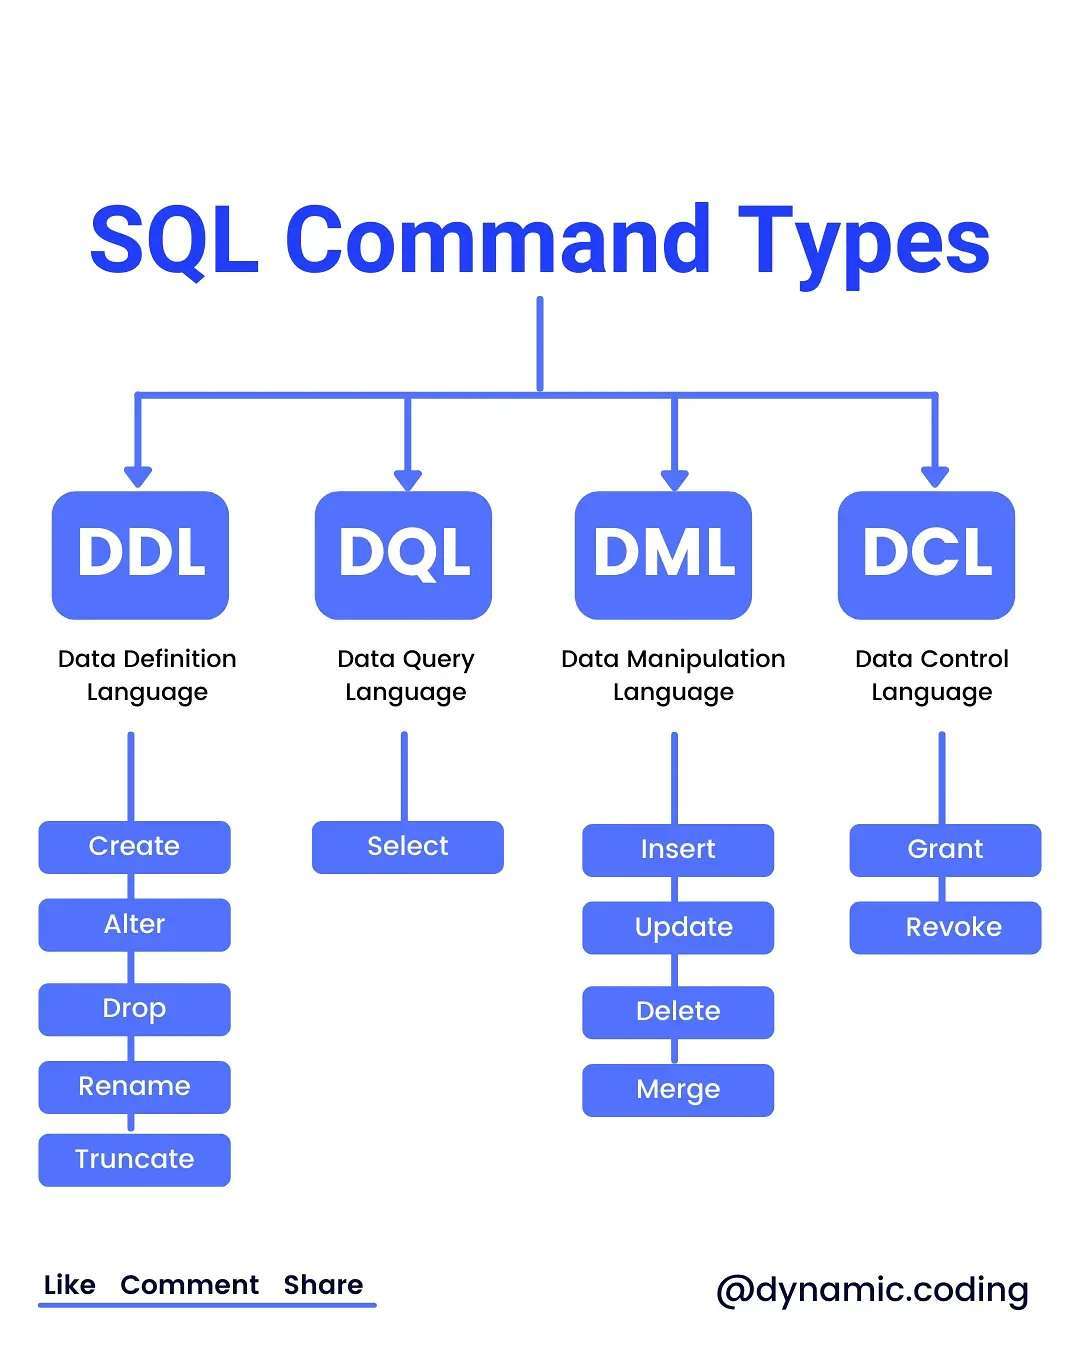 SQL Command Types
DDL
DQL
DML
DCL
Data Definition
Language
Data Query
Language
Data Manipulation
Language
Data Control
Language
Create
Alter
Drop
Rename
Truncate
Select
Insert
Update
Delete
Merge
Grant
Revoke
Like Comment Share
@dynamic.coding